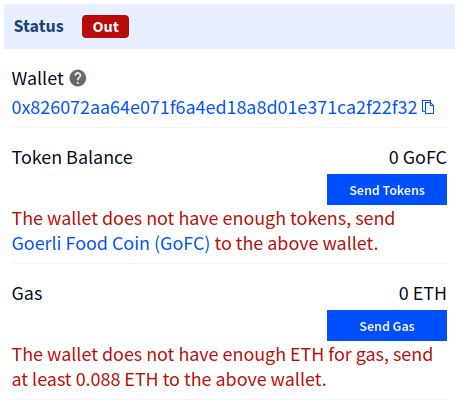 Status Out
Wallet ?
0x826072aa64e071f6a4ed18a8d01e371ca2f22f32
Token Balance 0 GoFC
Send Tokens
The wallet does not have enough tokens, send
Goerli Food Coin (GoFC) to the above wallet.
Gas 0 ETH
Send Gas
The wallet does not have enough ETH for gas, send
at least 0.088 ETH to the above wallet.